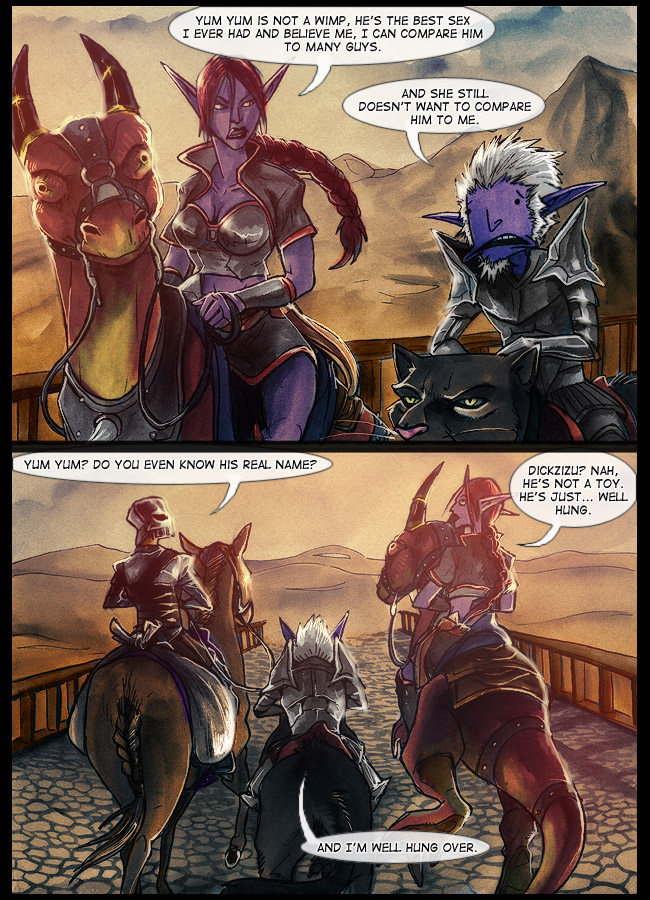 YUM YUM IS NOT A WIMP, HE'S THE BEST SEX
I EVER HAD AND BELIEVE ME, I CAN COMPARE HIM
TO MANY GUYS.
AND SHE STILL
DOESN'T WANT TO COMPARE
HIM TO ME.
YUM YUM? DO YOU EVEN KNOW HIS REAL NAME?
DICKZIZU? NAH,
HE'S NOT A TOY.
HE'S JUST... WELL
HUNG.
AND I'M WELL HUNG OVER.